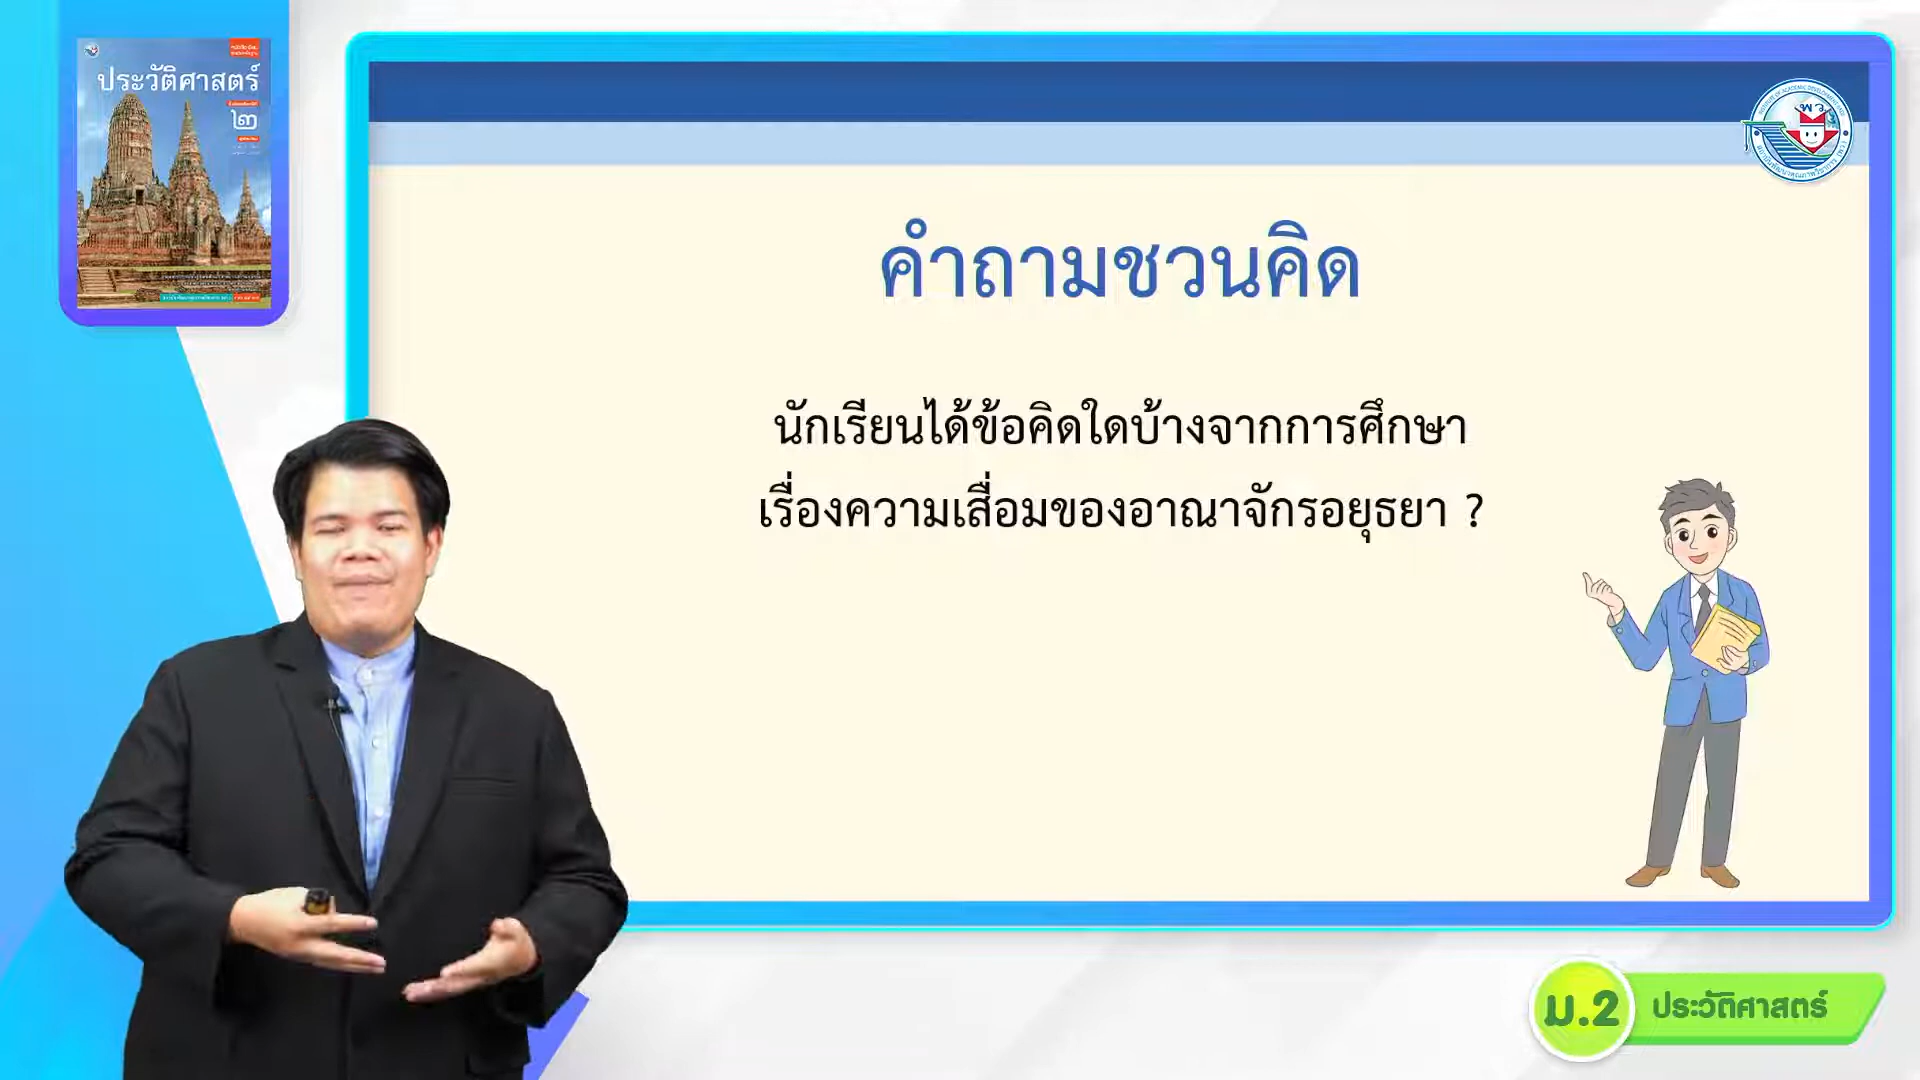 ประวัติศาสตร์
๒
พว
คำถามชวนคิด
นักเรียนได้ข้อคิดใดบ้างจากการศึกษา
เรื่องความเสื่อมของอาณาจักรอยุธยา ?
ม.2 ประวัติศาสตร์